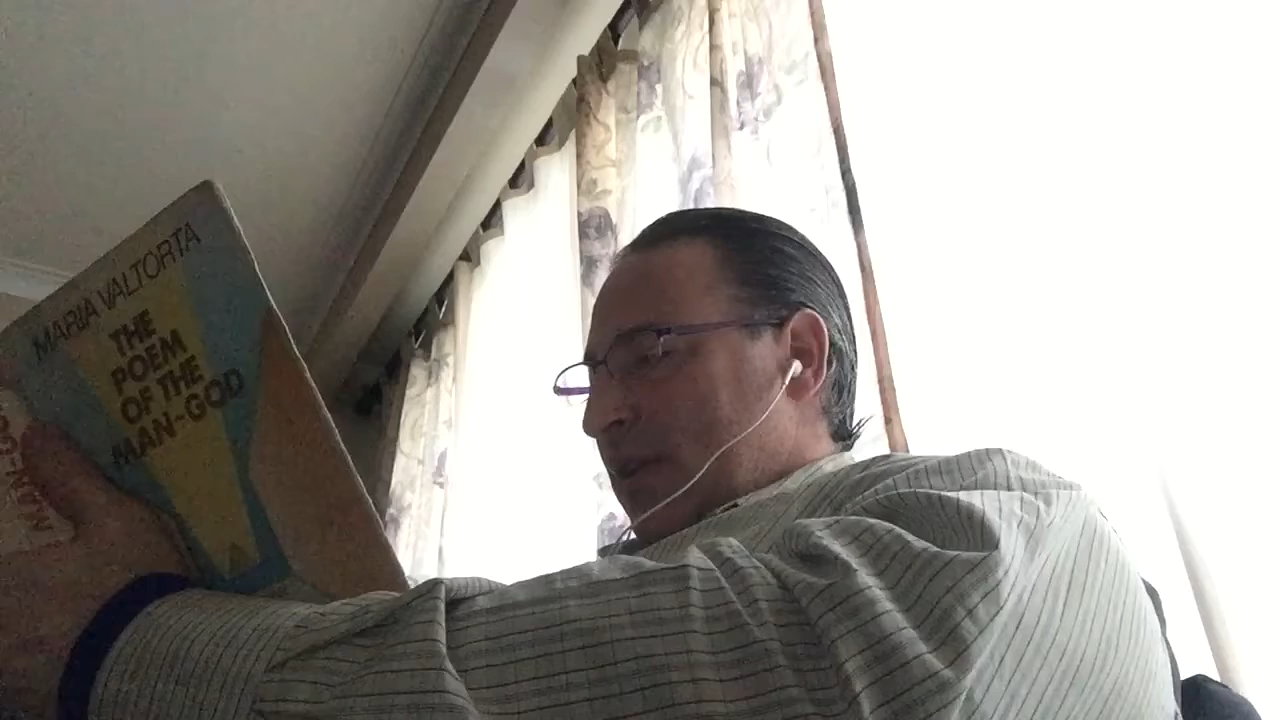 MARIA VALTORTA
THE
POEM
OF THE
MAN-GOD